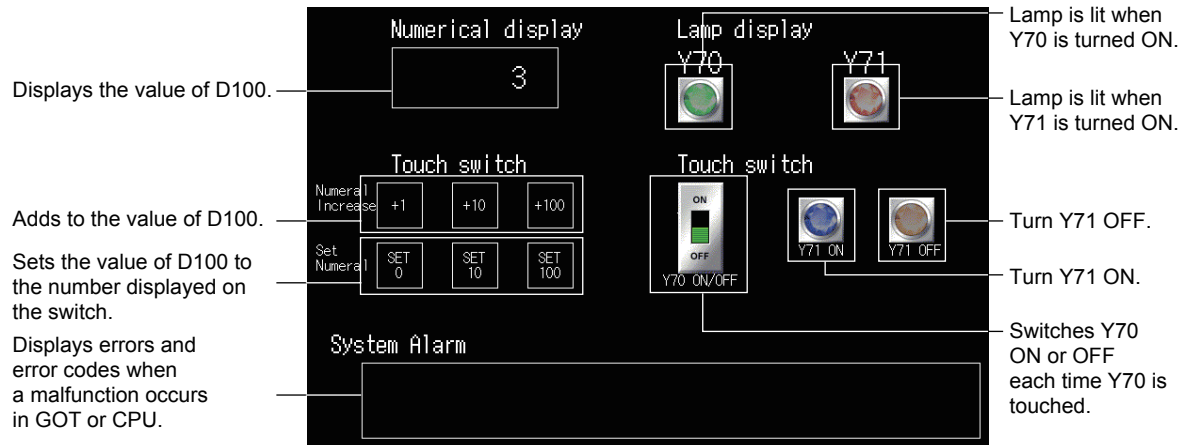 Numerical display
Lamp display
Lamp is lit when
Y70 is turned ON.
Y70
Y71
3
Displays the value of D100.
Lamp is lit when
Y71 is turned ON.
Touch switch
Touch switch
Numeral
Increase
+1
+10
+100
ON
OFF
Y70 ON/OFF
Y71 ON
Y71 OFF
Adds to the value of D100.
Turn Y71 OFF.
Set
Numeral
SET
0
SET
10
SET
100
Sets the value of D100 to
the number displayed on
the switch.
Turn Y71 ON.
System Alarm
Displays errors and
error codes when
a malfunction occurs
in GOT or CPU.
Switches Y70
ON or OFF
each time Y70 is
touched.